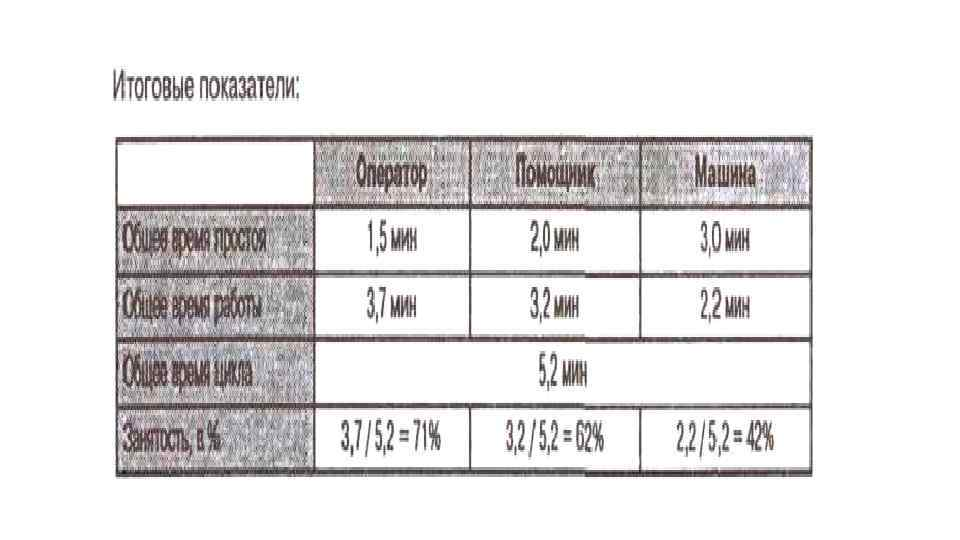 Итоговые показатели:
Оператор Помощник Машина
Общее время простоя 1,5 мин 2,0 мин 3,0 мин
Общее время работы 3,7 мин 3,2 мин 2,2 мин
Общее время цикла 5,2 мин
Занятость, в % 3,7 / 5,2 = 71% 3,2 / 5,2 = 62% 2,2 / 5,2 = 42%